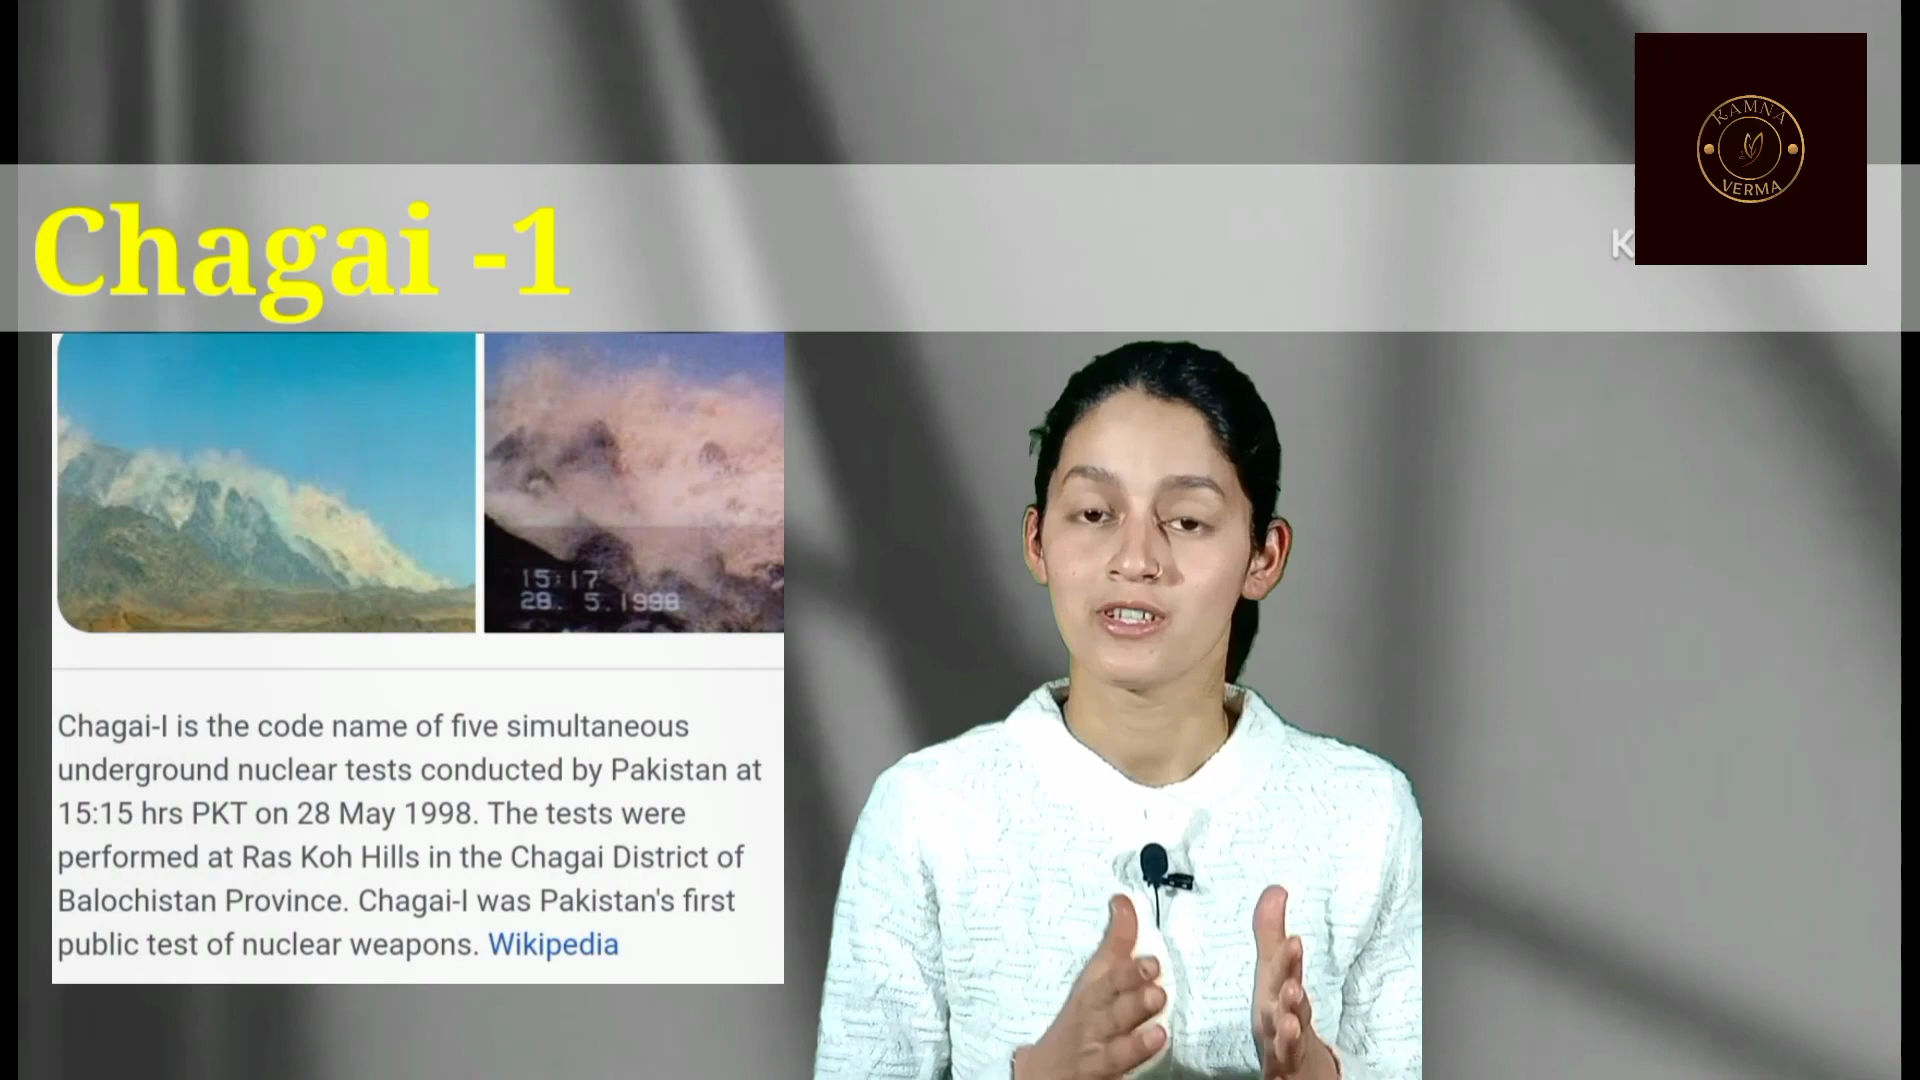 KAMNA
VERMA
Chagai -1
K
15:17
28. 5.1998
Chagai-I is the code name of five simultaneous
underground nuclear tests conducted by Pakistan at
15:15 hrs PKT on 28 May 1998. The tests were
performed at Ras Koh Hills in the Chagai District of
Balochistan Province. Chagai-I was Pakistan's first
public test of nuclear weapons. Wikipedia